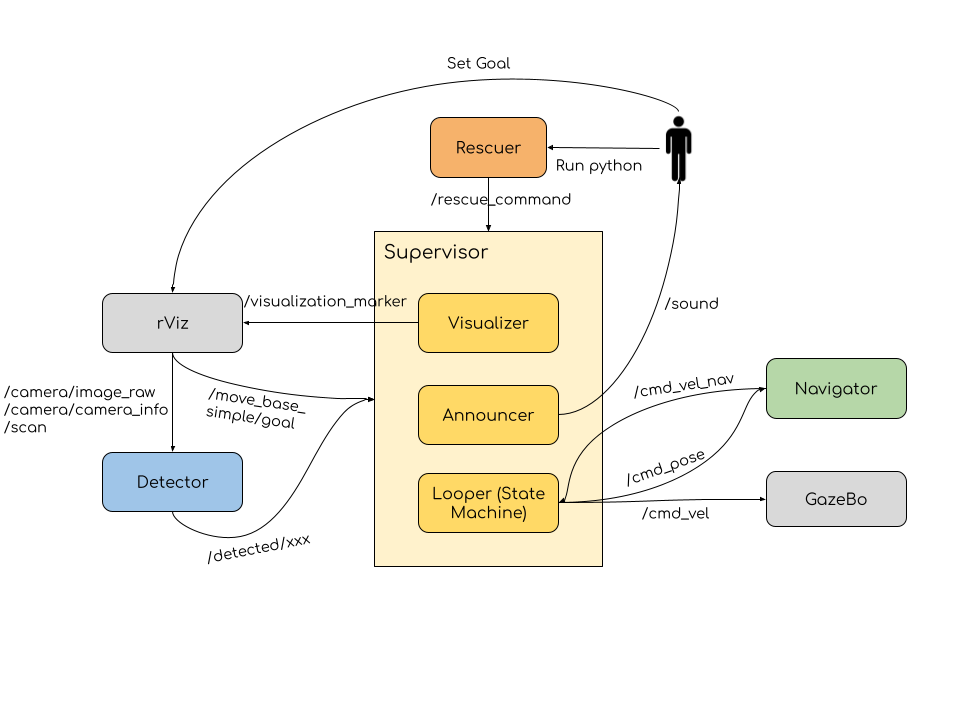 Set Goal
Rescuer
Run python
/rescue_command
Supervisor
/visualization_marker
rViz
Visualizer
/sound
/camera/image_raw
/camera/camera_info
/scan
/move_base_
simple/goal
Announcer
/cmd_vel_nav
Navigator
Detector
Looper (State
Machine)
/cmd_pose
/cmd_vel
GazeBo
/detected/xxx